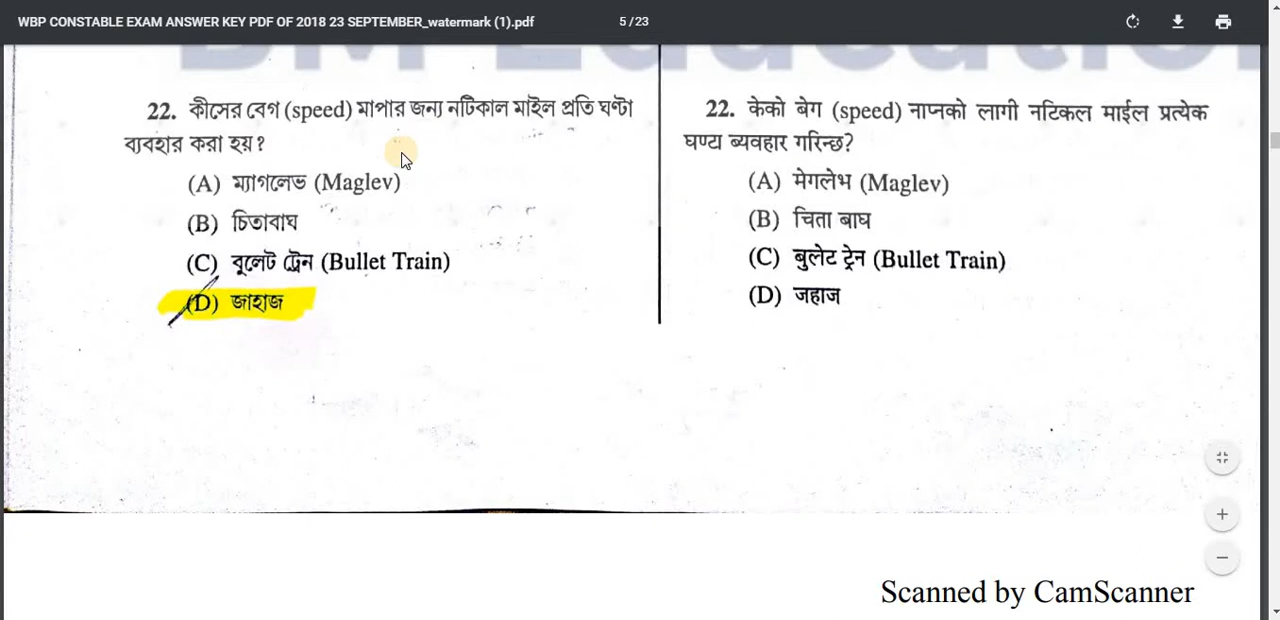 WBP CONSTABLE EXAM ANSWER KEY PDF OF 2018 23 SEPTEMBER_watermark (1).pdf
5 / 23
BM Education
22. কীসের বেগ (speed) মাপার জন্য নটিকাল মাইল প্রতি ঘণ্টা
ব্যবহার করা হয়?
(A) ম্যাগলেভ (Maglev)
(B) চিতাবাঘ
(C) বুলেট ট্রেন (Bullet Train)
(D) জাহাজ
22. केको बेग (speed) नाप्नको लागी नटिकल माईल प्रत्येक
घण्टा ब्यवहार गरिन्छ?
(A) मेगलेभ (Maglev)
(B) चिता बाघ
(C) बुलेट ट्रेन (Bullet Train)
(D) जहाज
Scanned by CamScanner